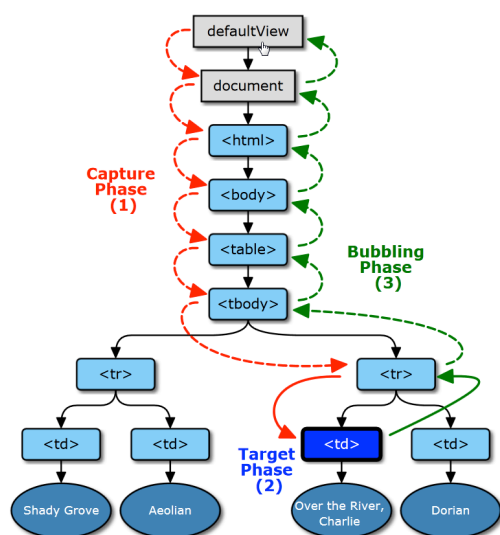 defaultView
document
<html>
Capture
Phase
(1)
<body>
<table>
Bubbling
Phase
(3)
<tbody>
<tr>
<tr>
<td>
<td>
<td>
<td>
Target
Phase
(2)
Shady Grove
Aeolian
Over the River,
Charlie
Dorian